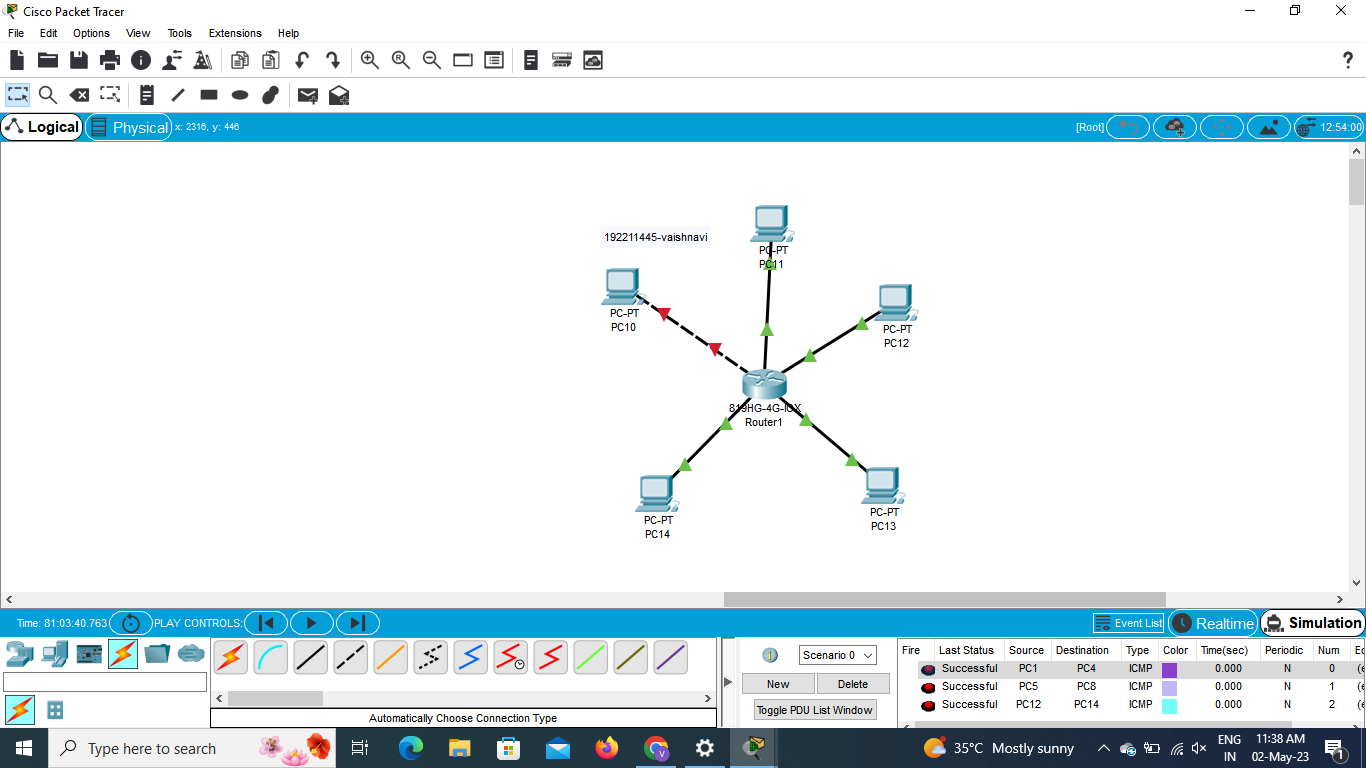 Cisco Packet Tracer
File Edit Options View Tools Extensions Help
Logical Physical x: 2316, y: 446 [Root] 12:54:00
192211445-vaishnavi
PC-PT
PC11
PC-PT
PC10
PC-PT
PC12
819HG-4G-IOX
Router1
PC-PT
PC14
PC-PT
PC13
Time: 81:03:40.763 PLAY CONTROLS: Event List Realtime Simulation
Scenario 0
New Delete
Toggle PDU List Window
Automatically Choose Connection Type
Fire Last Status Source Destination Type Color Time(sec) Periodic Num
Successful PC1 PC4 ICMP 0.000 N 0
Successful PC5 PC8 ICMP 0.000 N 1
Successful PC12 PC14 ICMP 0.000 N 2
Type here to search
35°C Mostly sunny
ENG
IN
11:38 AM
02-May-23
1